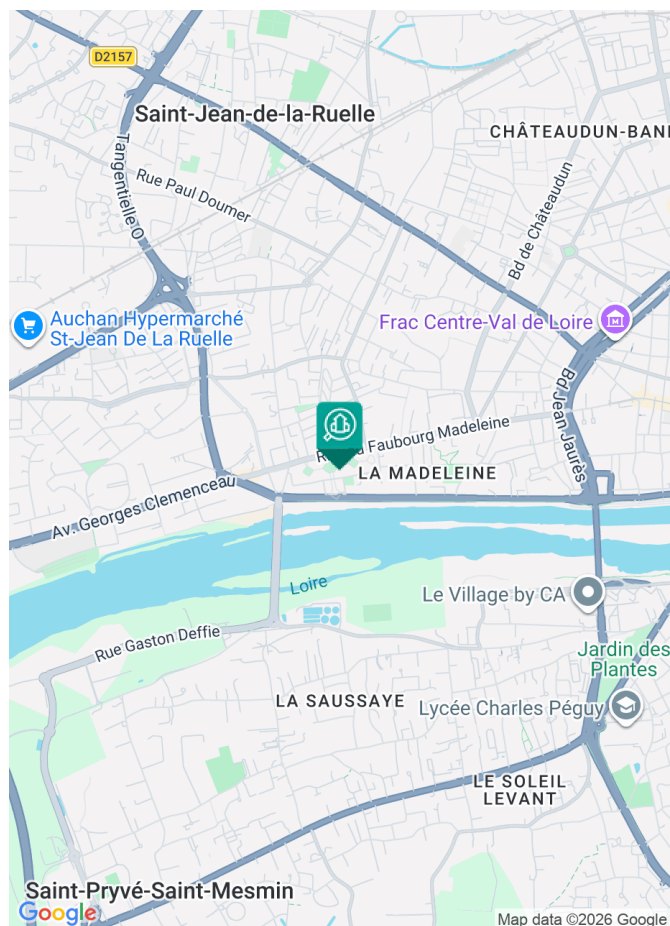 D2157
Saint-Jean-de-la-Ruelle
CHÂTEAUDUN-BAN
Tangentielle O
Rue Paul Doumer
Bd de Châteaudun
Auchan Hypermarché
St-Jean De La Ruelle
Frac Centre-Val de Loire
Bd Jean Jaurès
Faubourg Madeleine
LA MADELEINE
Av. Georges Clemenceau
Loire
Le Village by CA
Rue Gaston Deffie
Jardin des
Plantes
LA SAUSSAYE
Lycée Charles Péguy
LE SOLEIL
LEVANT
Saint-Pryvé-Saint-Mesmin
Google
Map data ©2026 Google